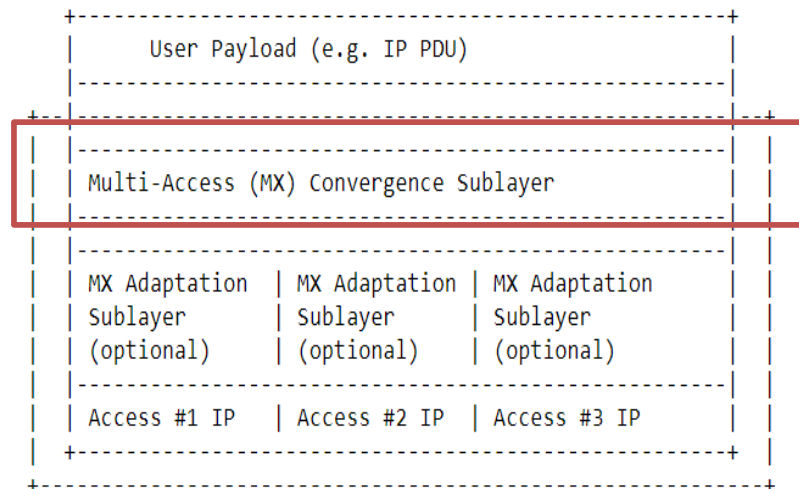 User Payload (e.g. IP PDU)
Multi-Access (MX) Convergence Sublayer
MX Adaptation | MX Adaptation | MX Adaptation
Sublayer | Sublayer | Sublayer
(optional) | (optional) | (optional)
Access #1 IP | Access #2 IP | Access #3 IP